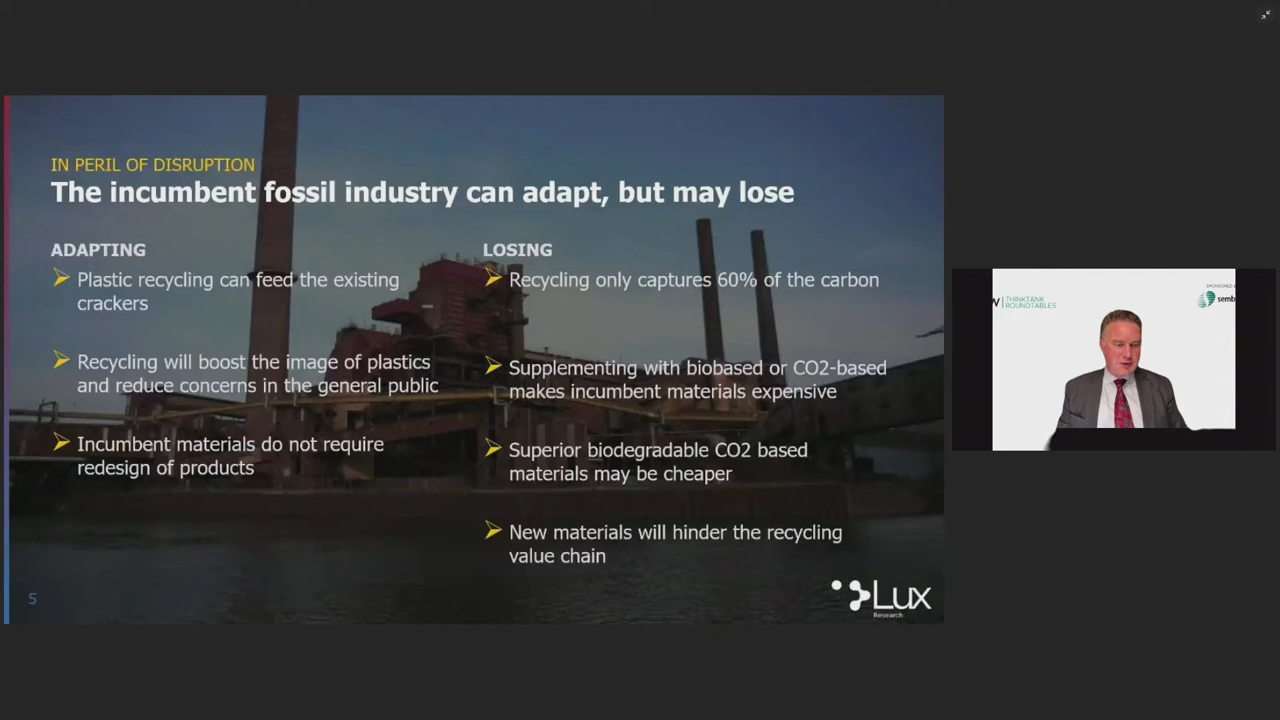 IN PERIL OF DISRUPTION
The incumbent fossil industry can adapt, but may lose
ADAPTING
Plastic recycling can feed the existing
crackers
Recycling will boost the image of plastics
and reduce concerns in the general public
Incumbent materials do not require
redesign of products
LOSING
Recycling only captures 60% of the carbon
Supplementing with biobased or CO2-based
makes incumbent materials expensive
Superior biodegradable CO2 based
materials may be cheaper
New materials will hinder the recycling
value chain
5
Lux
Research
THINKTANK
ROUNDTABLES
SPONSORED
semb